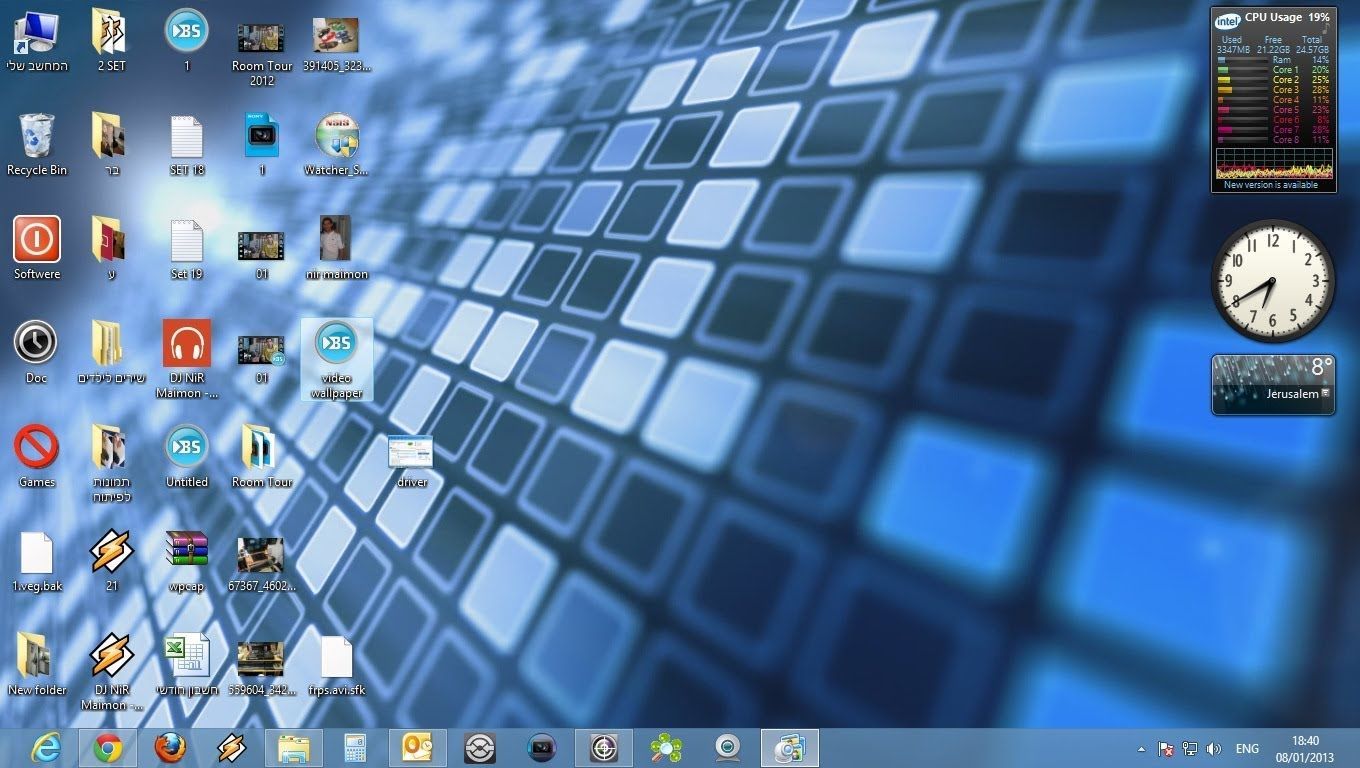 המחשב שלי
2 SET
1
Room Tour
2012
391405_323...
Recycle Bin
בר
SET 18
1
Watcher_S...
Softwere
ע
Set 19
01
nir maimon
Doc
שירים לילדים
DJ NiR
Maimon -...
01
video
wallpaper
Games
תמונות
לפיתוח
Untitled
Room Tour
driver
1.veg.bak
21
wpcap
67367_4602...
New folder
DJ NiR
Maimon -...
חשבון חודשי
559604_342...
frps.avi.sfk
intel
CPU Usage 19%
Used Free Total
3347MB 21.22GB 24.57GB
Ram 14%
Core 1 20%
Core 2 25%
Core 3 28%
Core 4 11%
Core 5 23%
Core 6 8%
Core 7 28%
Core 8 11%
New version is available
12
1
2
3
4
5
6
7
8
9
10
11
8°
Jerusalem
ENG
18:40
08/01/2013